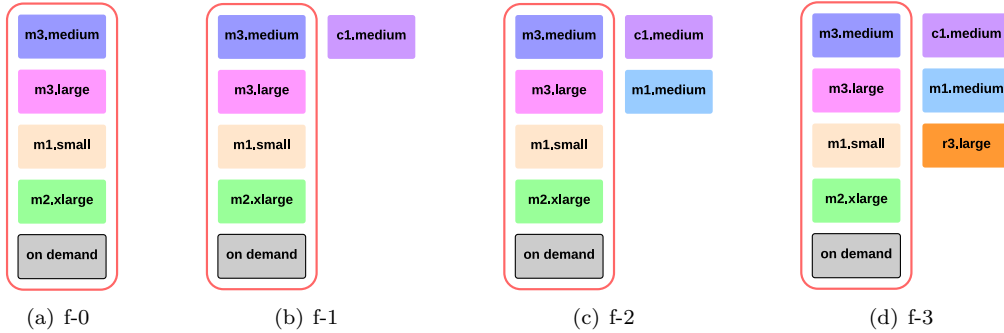 m3.medium
m3.large
m1.small
m2.xlarge
on demand
(a) f-0
m3.medium c1.medium
m3.large
m1.small
m2.xlarge
on demand
(b) f-1
m3.medium c1.medium
m3.large m1.medium
m1.small
m2.xlarge
on demand
(c) f-2
m3.medium c1.medium
m3.large m1.medium
m1.small r3.large
m2.xlarge
on demand
(d) f-3